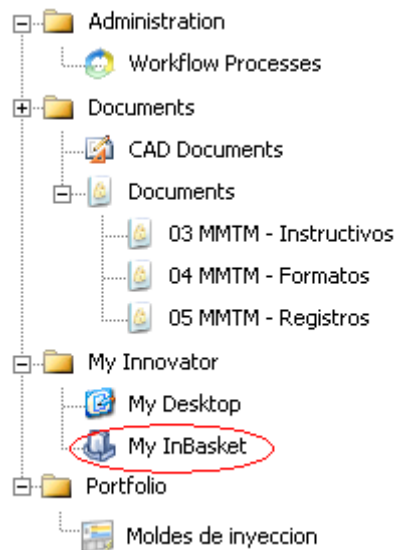 Administration
Workflow Processes
Documents
CAD Documents
Documents
03 MMTM - Instructivos
04 MMTM - Formatos
05 MMTM - Registros
My Innovator
My Desktop
My InBasket
Portfolio
Moldes de inyeccion